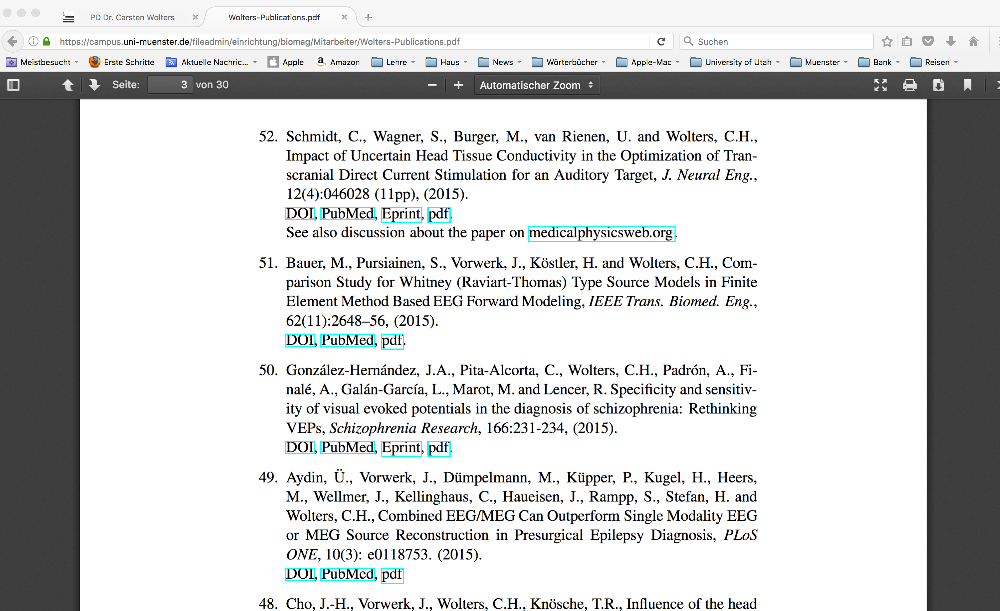 PD Dr. Carsten Wolters
Wolters-Publications.pdf
https://campus.uni-muenster.de/fileadmin/einrichtung/biomag/Mitarbeiter/Wolters-Publications.pdf
Suchen
Meistbesucht Erste Schritte Aktuelle Nachric... Apple Amazon Lehre Haus News Wörterbücher Apple-Mac University of Utah Muenster Bank Reisen
Seite: 3 von 30 Automatischer Zoom
52. Schmidt, C., Wagner, S., Burger, M., van Rienen, U. and Wolters, C.H.,
Impact of Uncertain Head Tissue Conductivity in the Optimization of Tran-
scranial Direct Current Stimulation for an Auditory Target, J. Neural Eng.,
12(4):046028 (11pp), (2015).
DOI, PubMed, Eprint, pdf.
See also discussion about the paper on medicalphysicsweb.org.
51. Bauer, M., Pursiainen, S., Vorwerk, J., Köstler, H. and Wolters, C.H., Com-
parison Study for Whitney (Raviart-Thomas) Type Source Models in Finite
Element Method Based EEG Forward Modeling, IEEE Trans. Biomed. Eng.,
62(11):2648–56, (2015).
DOI, PubMed, pdf.
50. González-Hernández, J.A., Pita-Alcorta, C., Wolters, C.H., Padrón, A., Fi-
nalé, A., Galán-García, L., Marot, M. and Lencer, R. Specificity and sensitiv-
ity of visual evoked potentials in the diagnosis of schizophrenia: Rethinking
VEPs, Schizophrenia Research, 166:231-234, (2015).
DOI, PubMed, Eprint, pdf.
49. Aydin, Ü., Vorwerk, J., Dümpelmann, M., Küpper, P., Kugel, H., Heers,
M., Wellmer, J., Kellinghaus, C., Haueisen, J., Rampp, S., Stefan, H. and
Wolters, C.H., Combined EEG/MEG Can Outperform Single Modality EEG
or MEG Source Reconstruction in Presurgical Epilepsy Diagnosis, PLoS
ONE, 10(3): e0118753. (2015).
DOI, PubMed, pdf
48. Cho, J.-H., Vorwerk, J., Wolters, C.H., Knösche, T.R., Influence of the head